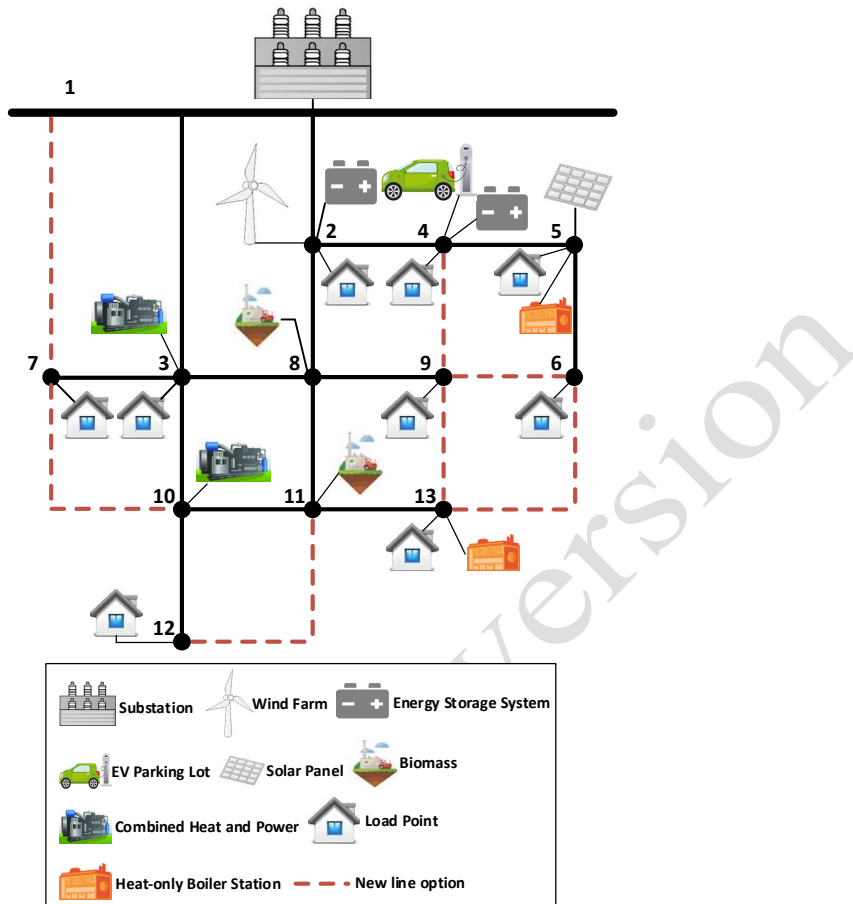 1
2
4
5
7
3
8
9
6
10
11
13
12
Substation
Wind Farm
Energy Storage System
EV Parking Lot
Solar Panel
Biomass
Combined Heat and Power
Load Point
Heat-only Boiler Station
New line option
version